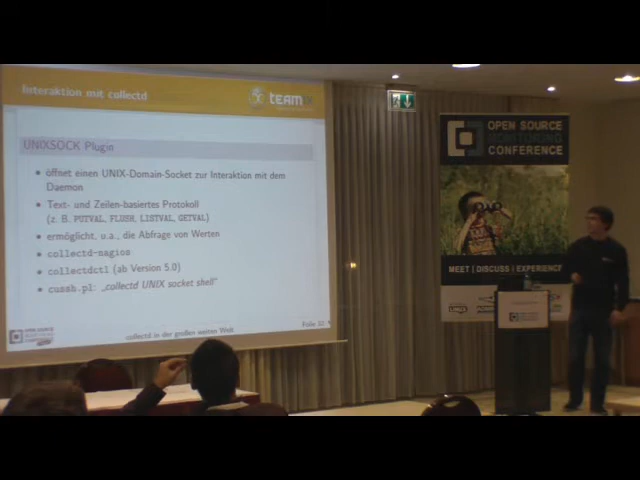 Interaktion mit collectd
TEAM
UNIXSOCK Plugin
öffnet einen UNIX-Domain-Socket zur Interaktion mit dem
Daemon
Text- und Zeilen-basiertes Protokoll
(z. B. PUTVAL, FLUSH, LISTVAL, GETVAL)
ermöglicht, u.a., die Abfrage von Werten
collectd-nagios
collectdctl (ab Version 5.0)
cussh.pl: „collectd UNIX socket shell“
collectd in der großen weiten Welt
Folie
OPEN SOURCE
MONITORING
CONFERENCE
MEET | DISCUSS | EXPERIENCE